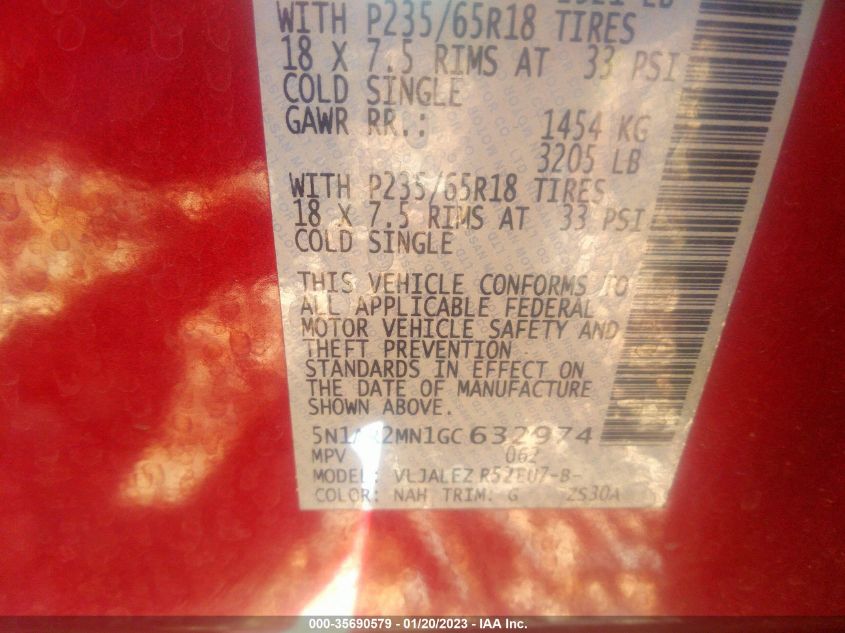 LB
WITH P235/65R18 TIRES
18 X 7.5 RIMS AT 33 PSI
COLD SINGLE
GAWR RR.: 1454 KG
3205 LB
WITH P235/65R18 TIRES
18 X 7.5 RIMS AT 33 PSI
COLD SINGLE
THIS VEHICLE CONFORMS TO
ALL APPLICABLE FEDERAL
MOTOR VEHICLE SAFETY AND
THEFT PREVENTION
STANDARDS IN EFFECT ON
THE DATE OF MANUFACTURE
SHOWN ABOVE.
2MN1GC632974
MPV 062
MODEL: VLJALEZ R52EU7-B-
COLOR: NAH TRIM: G ZS30A
000-35690579 — 01/20/2023 — IAA Inc.